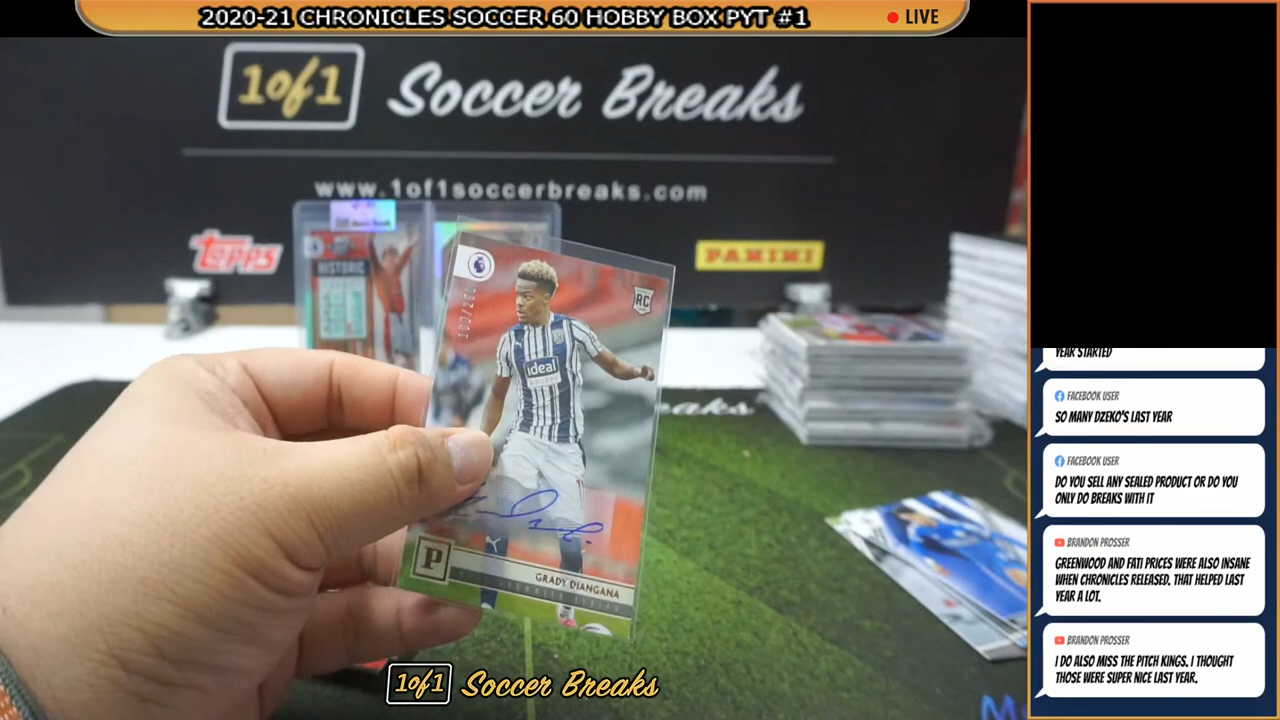 2020-21 CHRONICLES SOCCER 60 HOBBY BOX PYT #1
LIVE
1of1 Soccer Breaks
www.1of1soccerbreaks.com
TOPPS
PANINI
HISTORIC
RC
ideal
P
GRADY DIANGANA
eaks
1of1 Soccer Breaks
YEAR STARTED
FACEBOOK USER
SO MANY DZEKO'S LAST YEAR
FACEBOOK USER
DO YOU SELL ANY SEALED PRODUCT OR DO YOU
ONLY DO BREAKS WITH IT
BRANDON PROSSER
GREENWOOD AND FATI PRICES WERE ALSO INSANE
WHEN CHRONICLES RELEASED. THAT HELPED LAST
YEAR A LOT.
BRANDON PROSSER
I DO ALSO MISS THE PITCH KINGS. I THOUGHT
THOSE WERE SUPER NICE LAST YEAR.